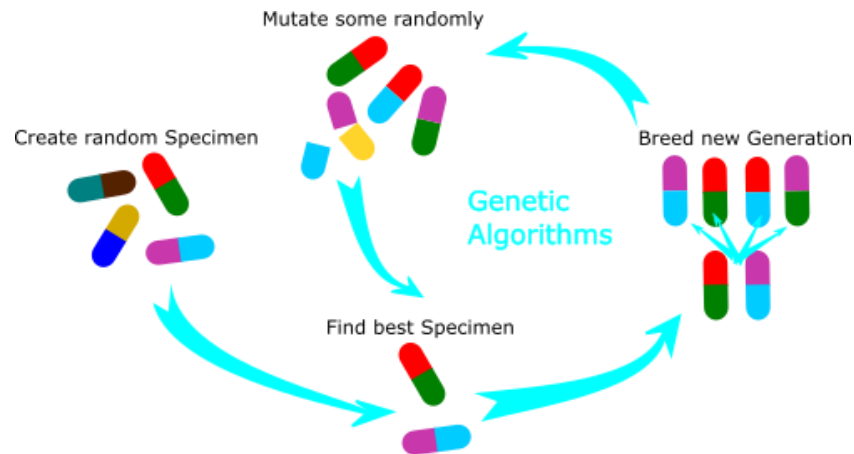 Mutate some randomly
Create random Specimen
Breed new Generation
Genetic
Algorithms
Find best Specimen